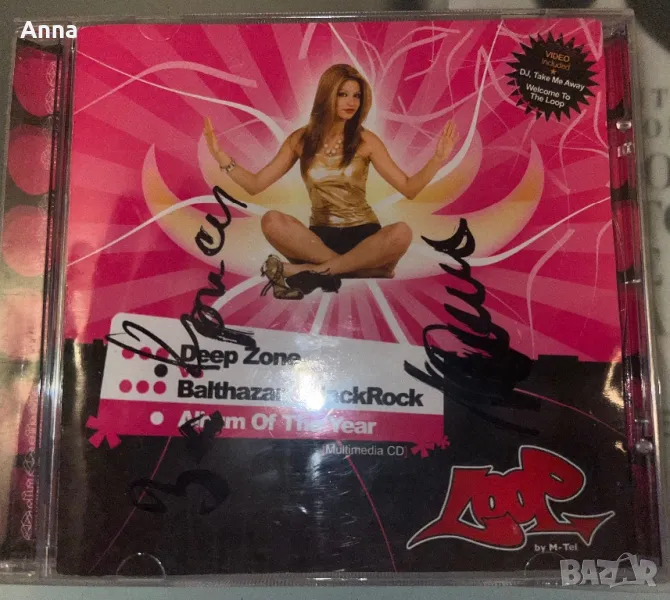 Anna
VIDEO
Included
DJ, Take Me Away
Welcome To
The Loop
Deep Zone
Balthazar JackRock
Album Of The Year
[Multimedia CD]
LOOP
by M-Tel
BAZAR